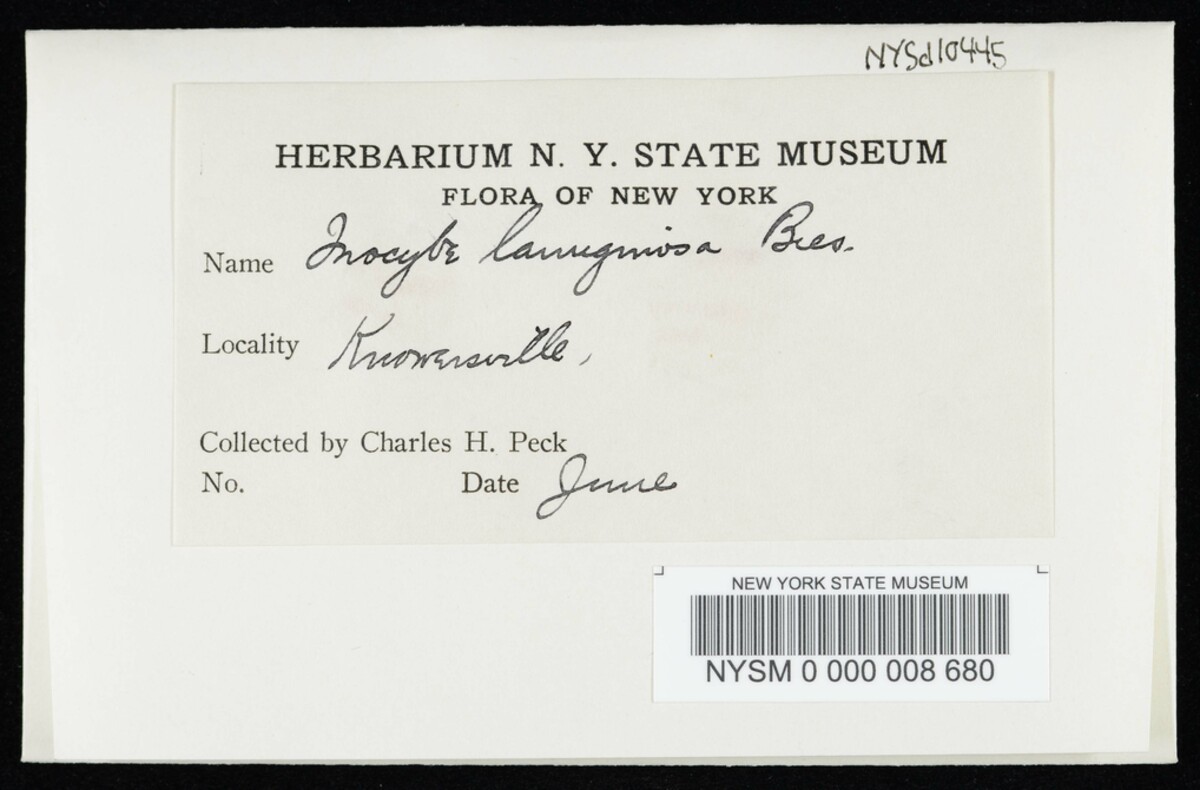 NYSd10445
HERBARIUM N. Y. STATE MUSEUM
FLORA OF NEW YORK
Name Inocybe lanuginosa Bres.
Locality Knowersville,
Collected by Charles H. Peck
No. Date June
NEW YORK STATE MUSEUM
NYSM 0 000 008 680